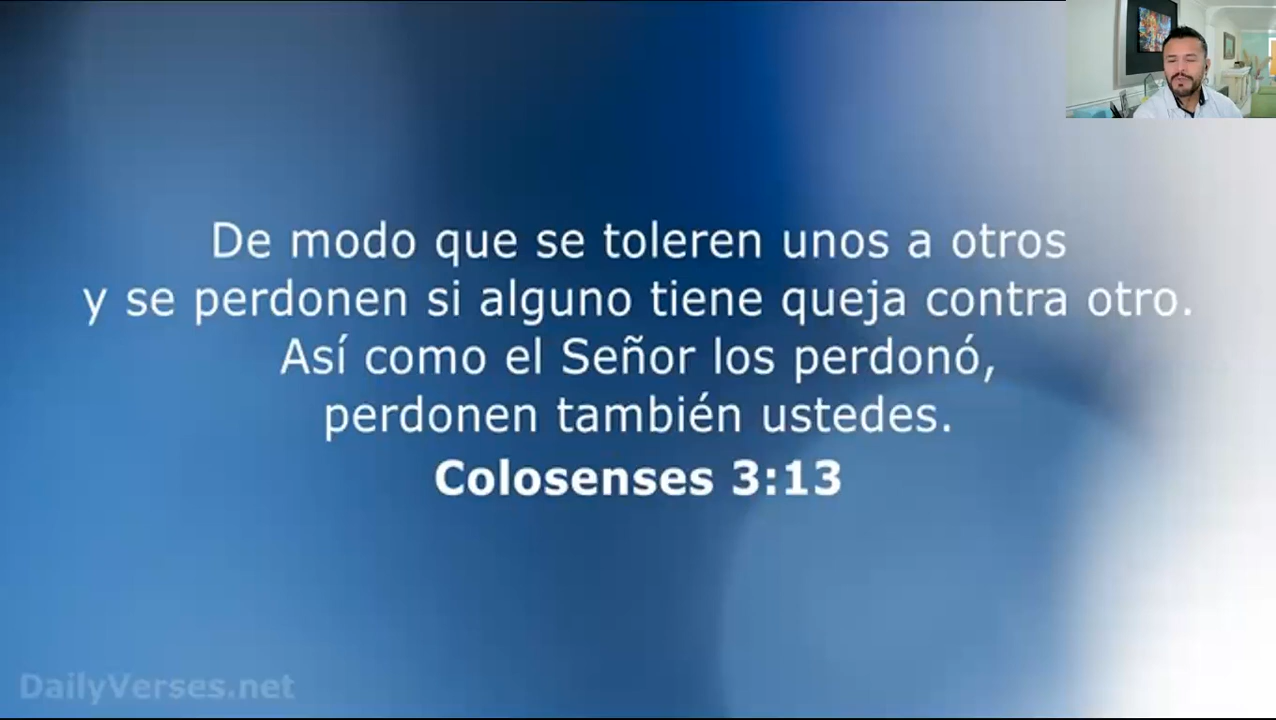 De modo que se toleren unos a otros
y se perdonen si alguno tiene queja contra otro.
Así como el Señor los perdonó,
perdonen también ustedes.
Colosenses 3:13
DailyVerses.net